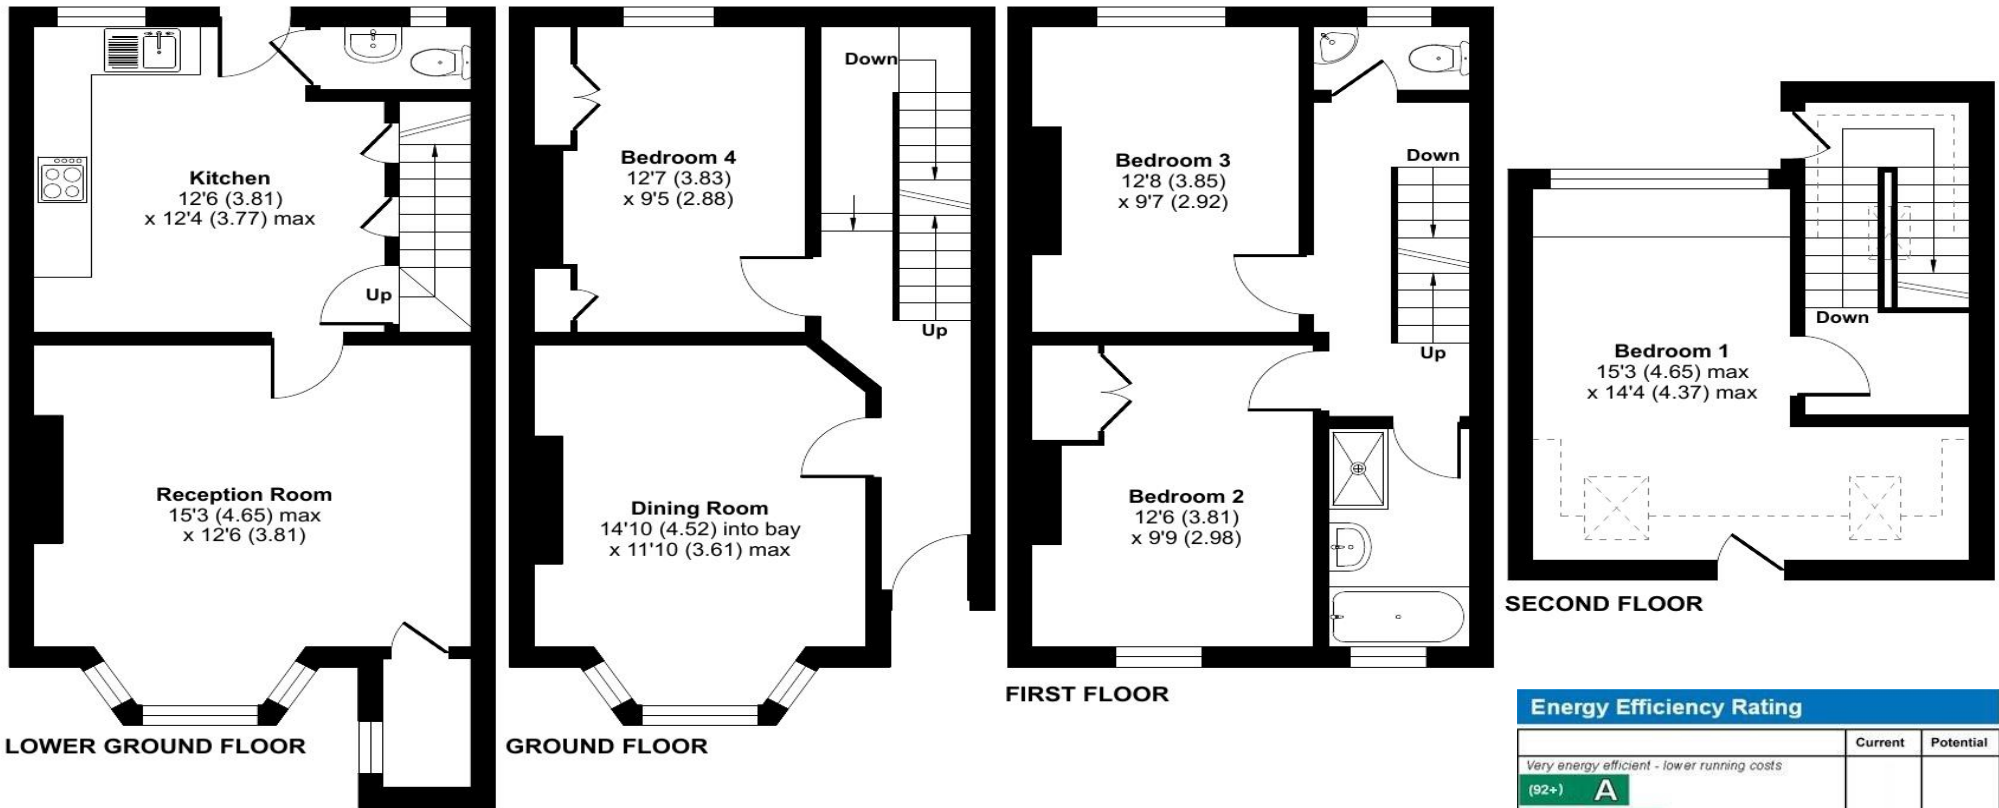 Kitchen
12'6 (3.81)
x 12'4 (3.77) max
Up
Reception Room
15'3 (4.65) max
x 12'6 (3.81)
LOWER GROUND FLOOR
Down
Bedroom 4
12'7 (3.83)
x 9'5 (2.88)
Up
Dining Room
14'10 (4.52) into bay
x 11'10 (3.61) max
GROUND FLOOR
Bedroom 3
12'8 (3.85)
x 9'7 (2.92)
Down
Up
Bedroom 2
12'6 (3.81)
x 9'9 (2.98)
FIRST FLOOR
Down
Bedroom 1
15'3 (4.65) max
x 14'4 (4.37) max
SECOND FLOOR
Energy Efficiency Rating
Current Potential
Very energy efficient - lower running costs
(92+) A